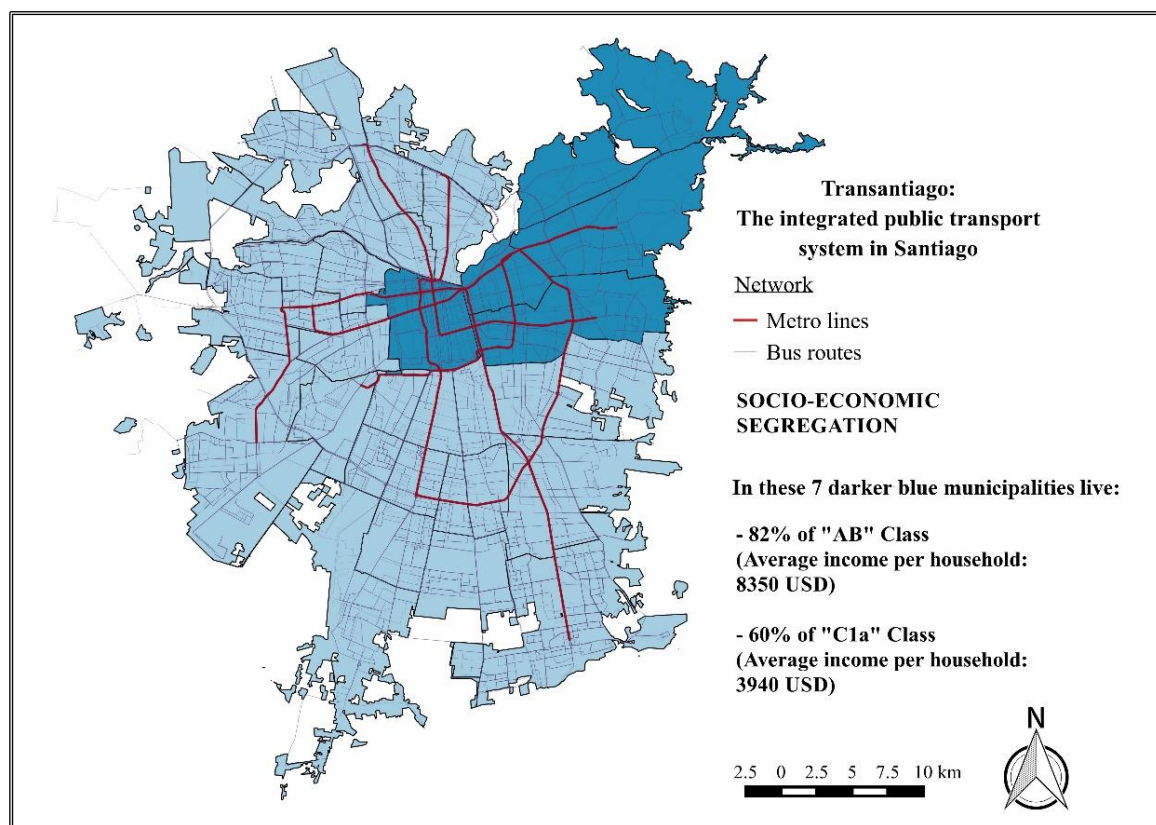 Transantiago:
The integrated public transport
system in Santiago
Network
Metro lines
Bus routes
SOCIO-ECONOMIC
SEGREGATION
In these 7 darker blue municipalities live:
- 82% of "AB" Class
(Average income per household:
8350 USD)
- 60% of "C1a" Class
(Average income per household:
3940 USD)
N
2.5 0 2.5 5 7.5 10 km